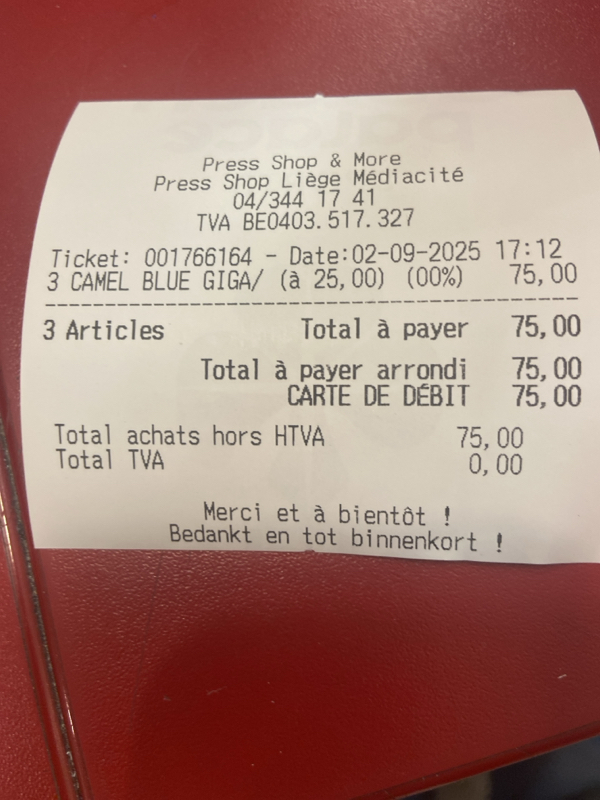 Press Shop & More
Press Shop Liège Médiacité
04/344 17 41
TVA BE0403.517.327
Ticket: 001766164 - Date:02-09-2025 17:12
3 CAMEL BLUE GIGA/ (à 25,00) (00%) 75,00
3 Articles Total à payer 75,00
Total à payer arrondi 75,00
CARTE DE DÉBIT 75,00
Total achats hors HTVA 75,00
Total TVA 0,00
Merci et à bientôt !
Bedankt en tot binnenkort !